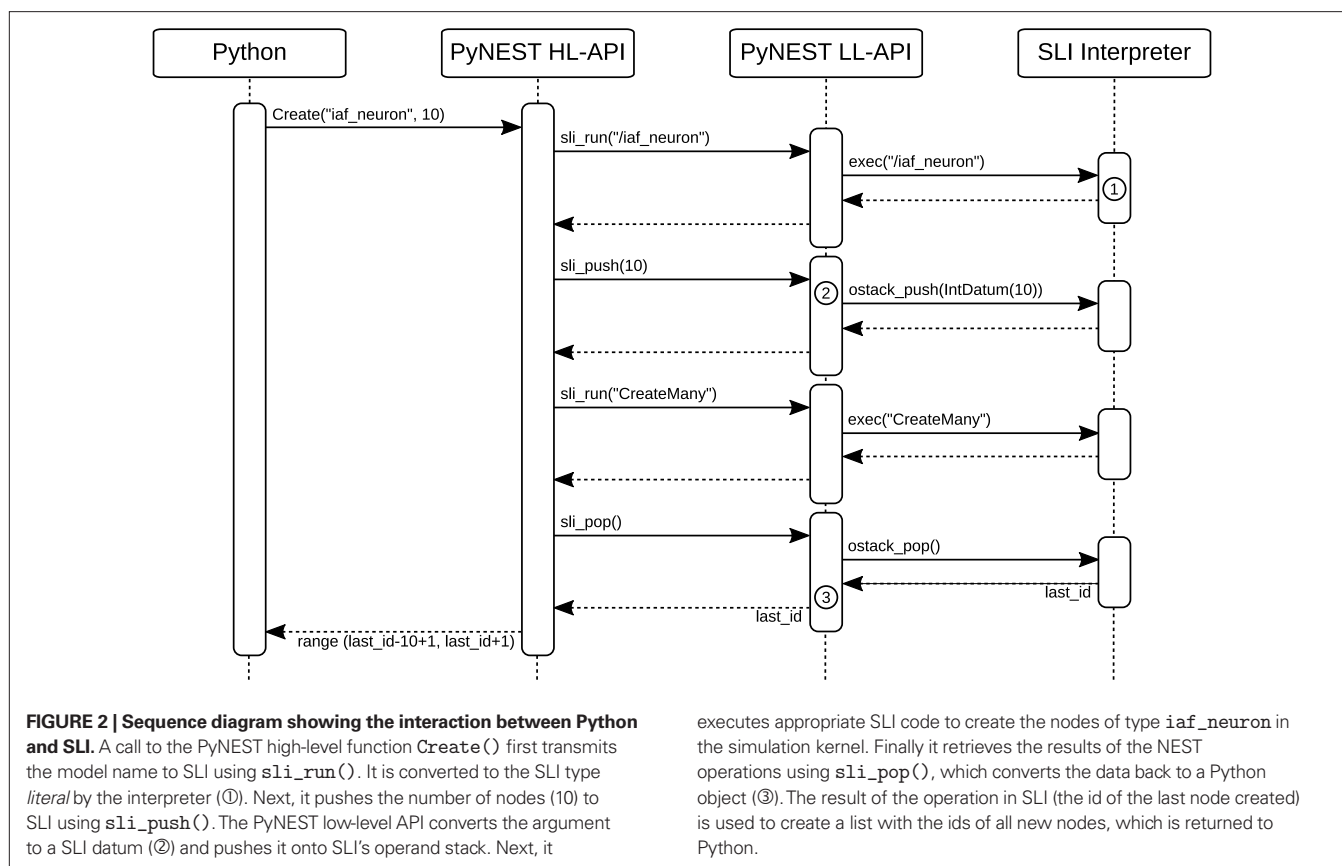 Python
PyNEST HL-API
PyNEST LL-API
SLI Interpreter
Create("iaf_neuron", 10)
sli_run("/iaf_neuron")
exec("/iaf_neuron")
①
sli_push(10)
②
ostack_push(IntDatum(10))
sli_run("CreateMany")
exec("CreateMany")
sli_pop()
ostack_pop()
last_id
③
last_id
range (last_id-10+1, last_id+1)
FIGURE 2 | Sequence diagram showing the interaction between Python
and SLI. A call to the PyNEST high-level function Create() first transmits
the model name to SLI using sli_run(). It is converted to the SLI type
literal by the interpreter (①). Next, it pushes the number of nodes (10) to
SLI using sli_push(). The PyNEST low-level API converts the argument
to a SLI datum (②) and pushes it onto SLI's operand stack. Next, it
executes appropriate SLI code to create the nodes of type iaf_neuron in
the simulation kernel. Finally it retrieves the results of the NEST
operations using sli_pop(), which converts the data back to a Python
object (③). The result of the operation in SLI (the id of the last node created)
is used to create a list with the ids of all new nodes, which is returned to
Python.